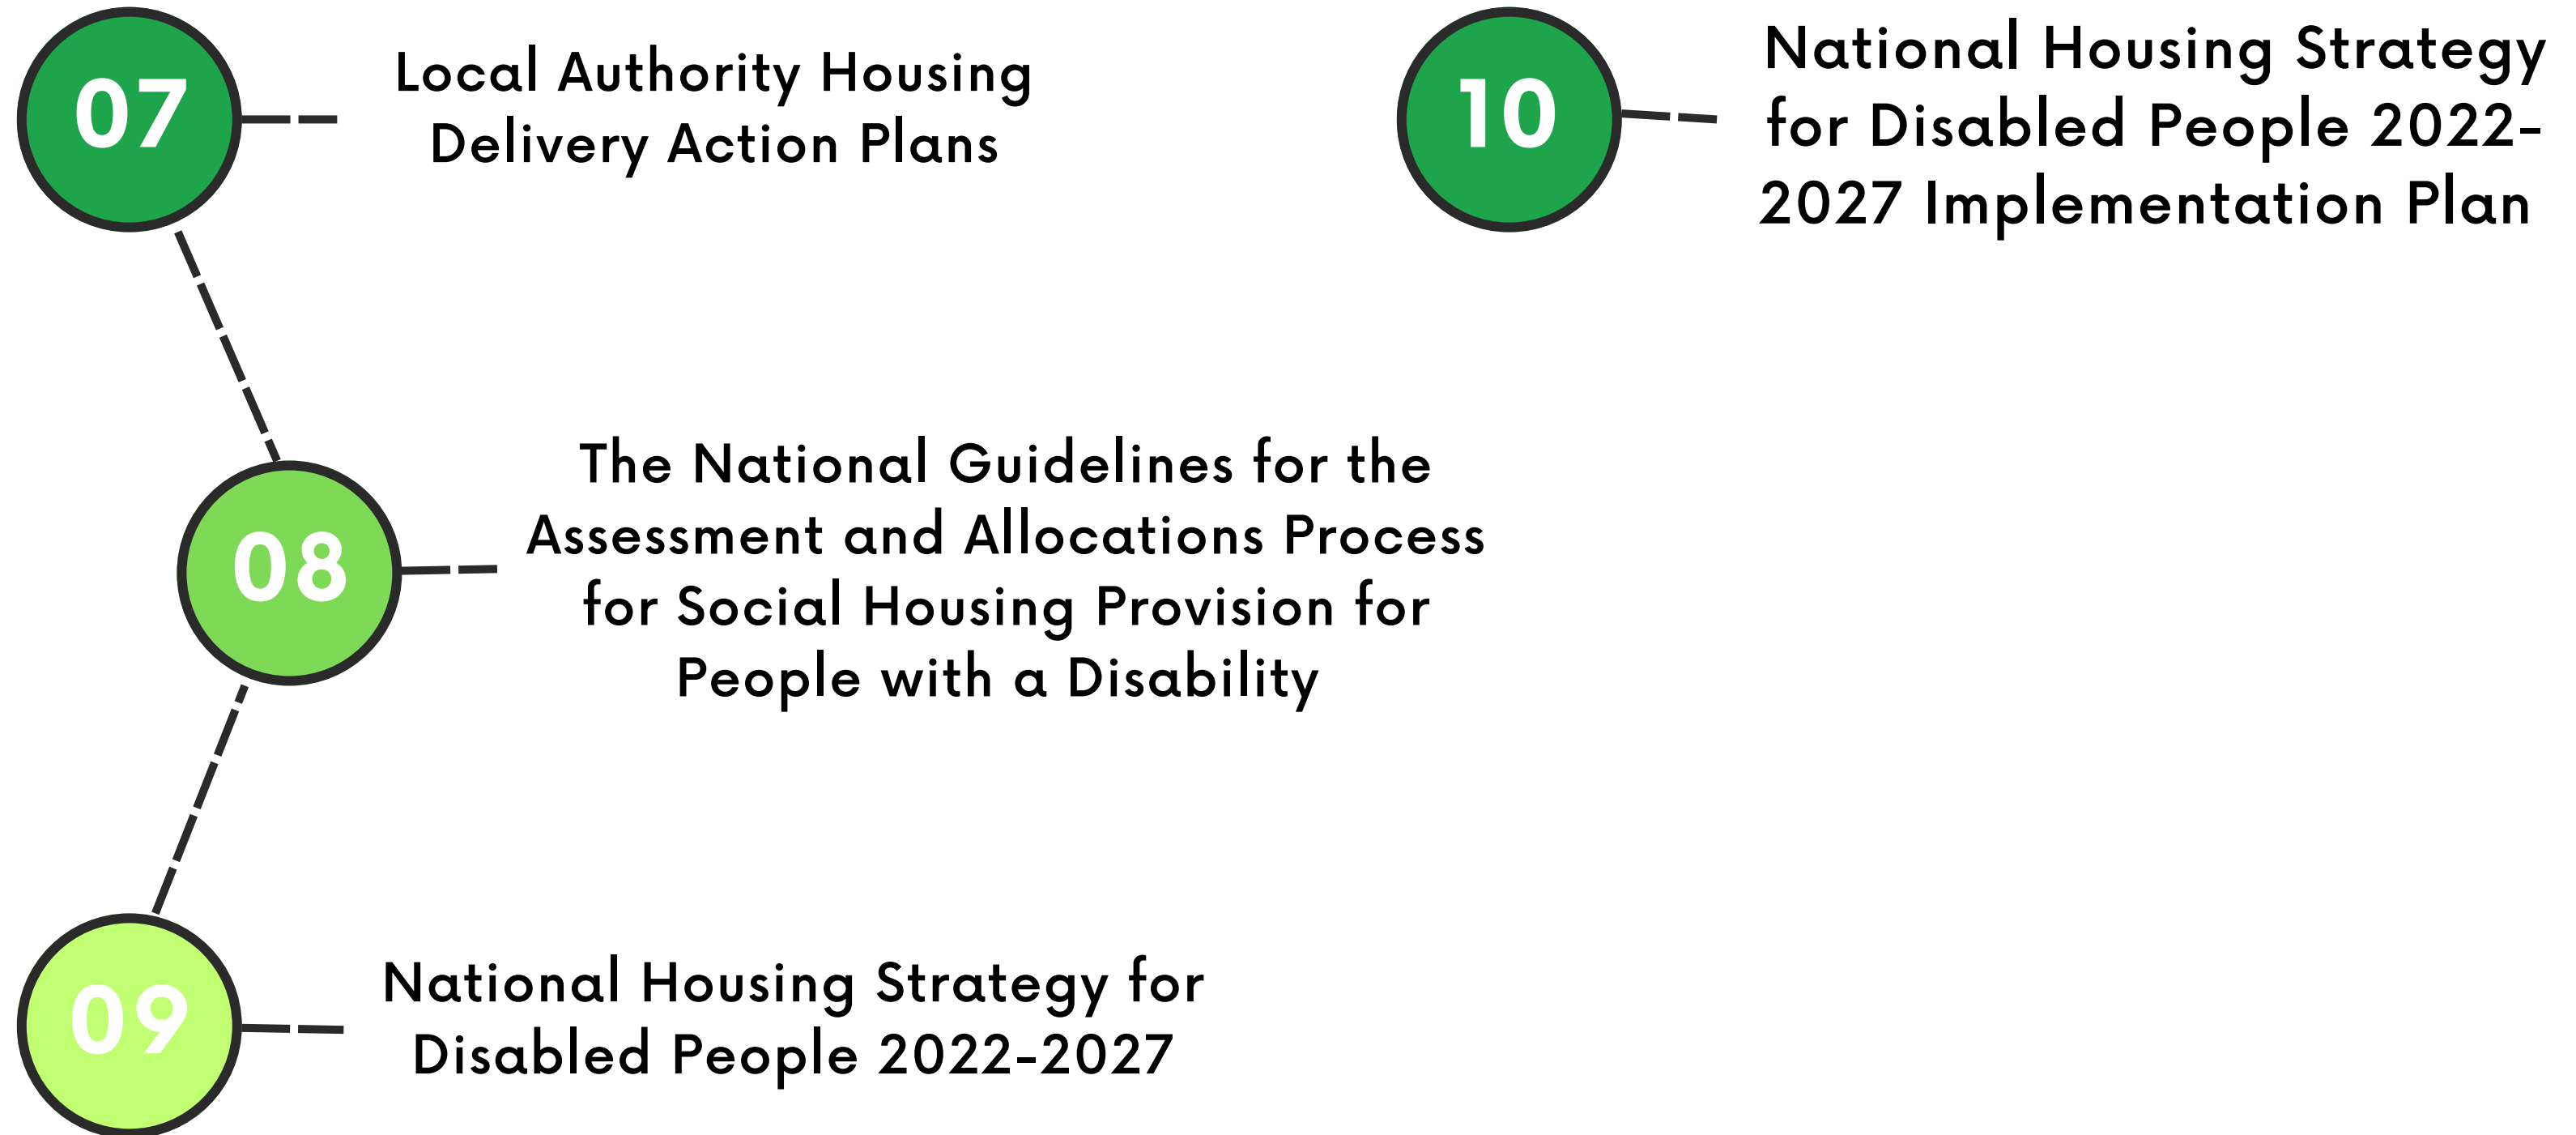 07
Local Authority Housing
Delivery Action Plans
08
The National Guidelines for the
Assessment and Allocations Process
for Social Housing Provision for
People with a Disability
09
National Housing Strategy for
Disabled People 2022-2027
10
National Housing Strategy
for Disabled People 2022-
2027 Implementation Plan